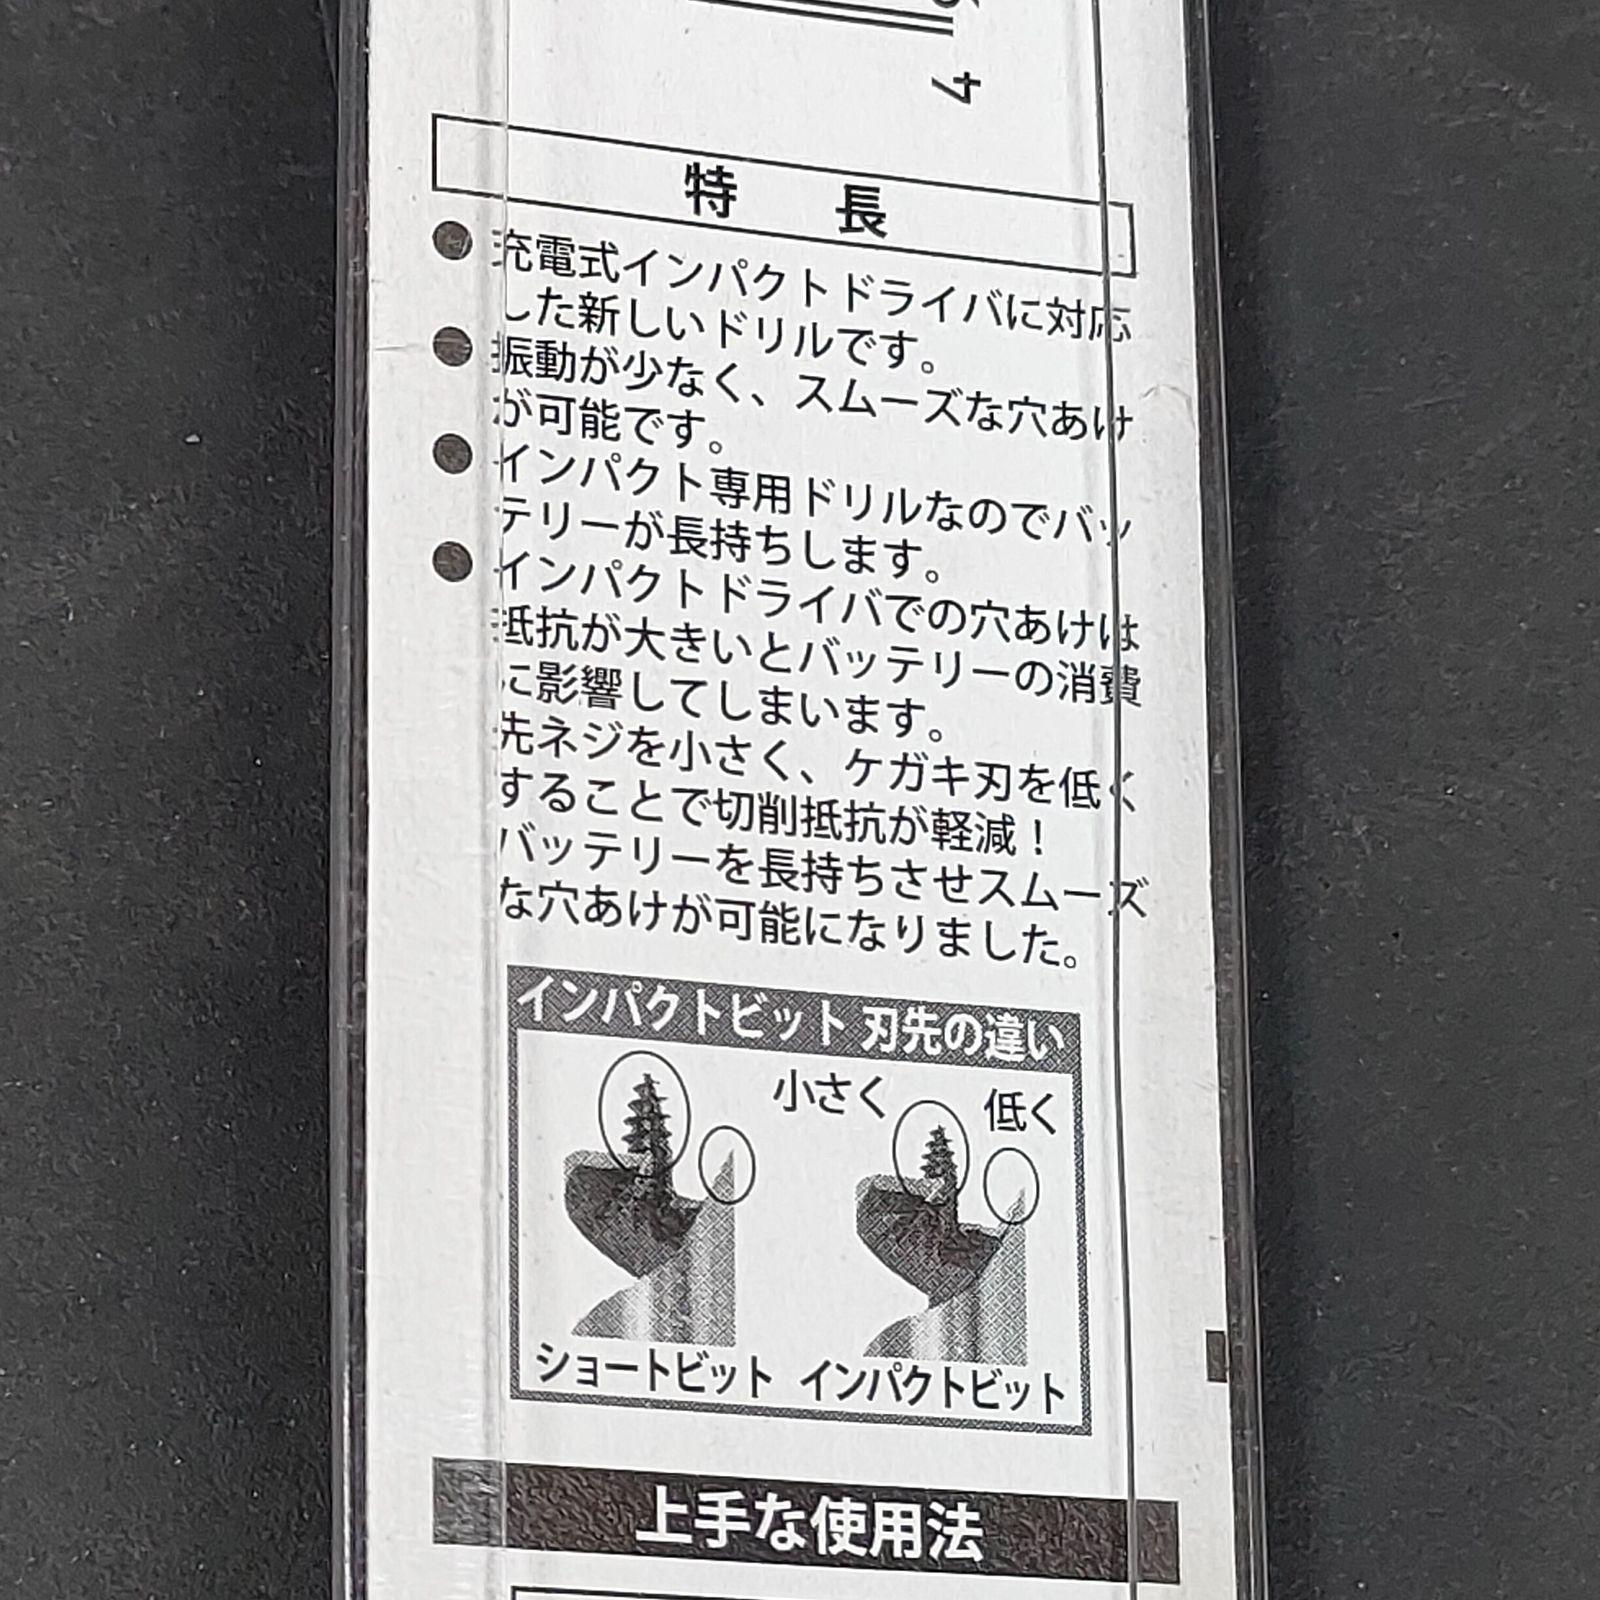 4
特 長
● 充電式インパクトドライバに対応
した新しいドリルです。
● 振動が少なく、スムーズな穴あけ
が可能です。
● インパクト専用ドリルなのでバッ
テリーが長持ちします。
● インパクトドライバでの穴あけは
抵抗が大きいとバッテリーの消費
に影響してしまいます。
先ネジを小さく、ケガキ刃を低く
することで切削抵抗が軽減！
バッテリーを長持ちさせスムーズ
な穴あけが可能になりました。
インパクトビット 刃先の違い
小さく 低く
ショートビット インパクトビット
上手な使用法